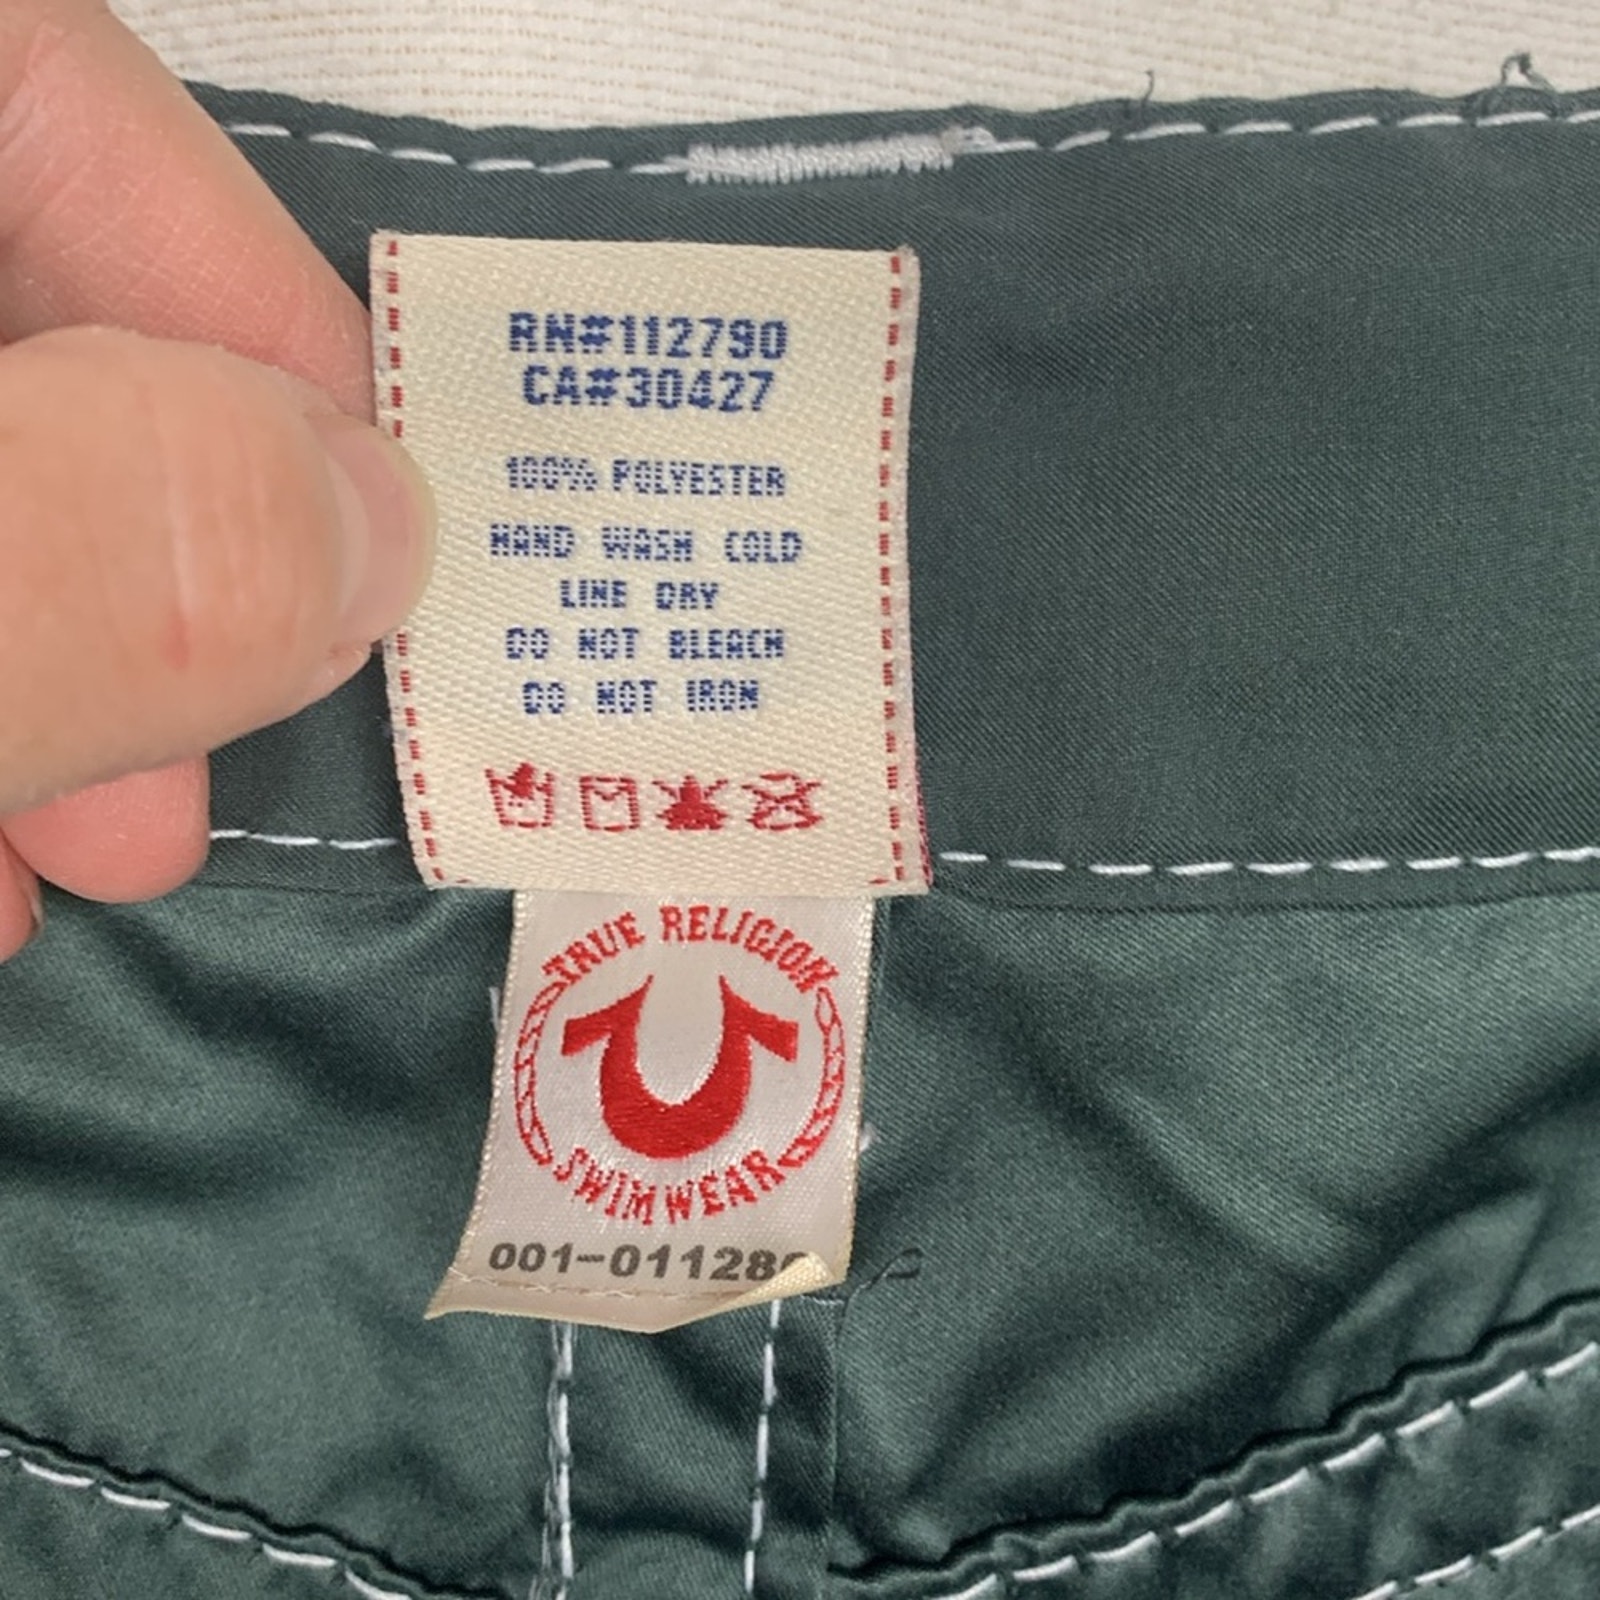 RN#112790
CA#30427
100% POLYESTER
HAND WASH COLD
LINE DRY
DO NOT BLEACH
DO NOT IRON
TRUE RELIGION
SWIMWEAR